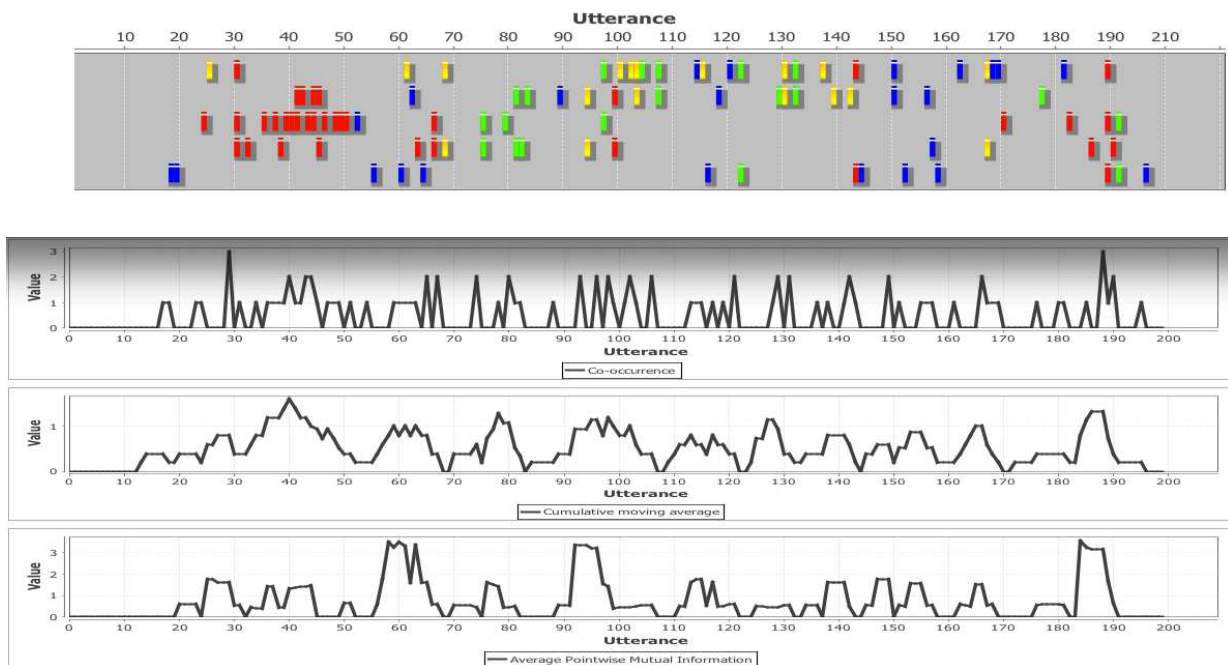 Utterance
10 20 30 40 50 60 70 80 90 100 110 120 130 140 150 160 170 180 190 200 210
3
2
1
0
Value
0 10 20 30 40 50 60 70 80 90 100 110 120 130 140 150 160 170 180 190 200
Utterance
Co-occurrence
1
0
Value
0 10 20 30 40 50 60 70 80 90 100 110 120 130 140 150 160 170 180 190 200
Utterance
Cumulative moving average
3
2
1
0
Value
0 10 20 30 40 50 60 70 80 90 100 110 120 130 140 150 160 170 180 190 200
Utterance
Average Pointwise Mutual Information